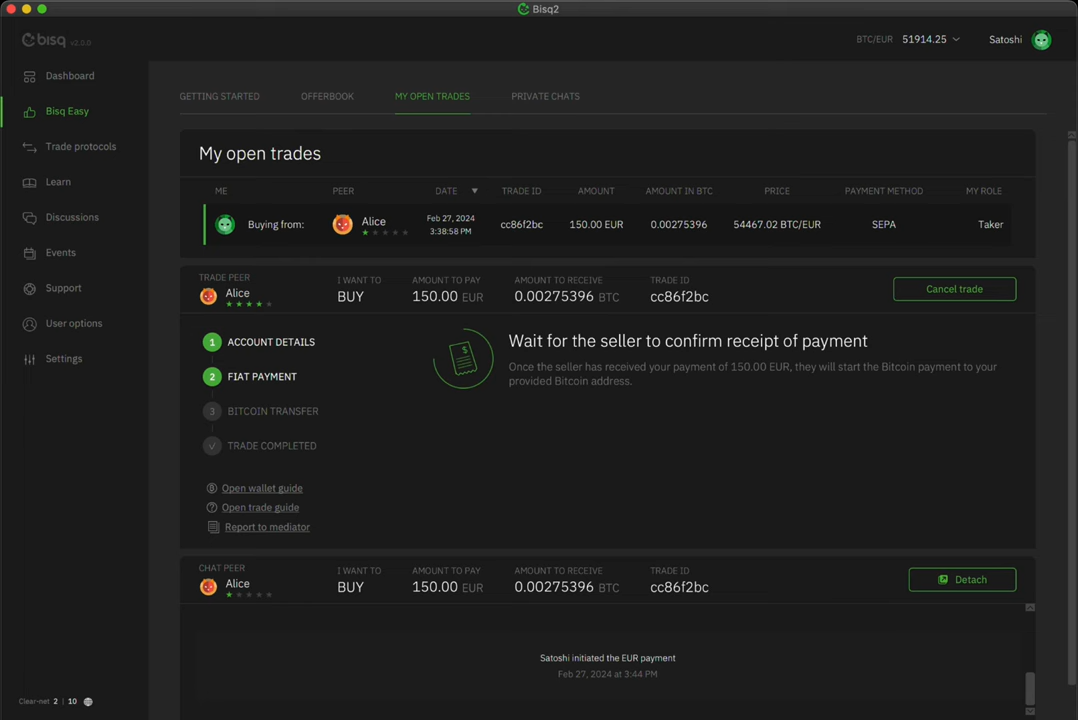 Bisq2
bisq v2.0.0
BTC/EUR 51914.25
Satoshi
Dashboard
Bisq Easy
Trade protocols
Learn
Discussions
Events
Support
User options
Settings
Clear-net 2 | 10
GETTING STARTED OFFERBOOK MY OPEN TRADES PRIVATE CHATS
My open trades
ME PEER DATE TRADE ID AMOUNT AMOUNT IN BTC PRICE PAYMENT METHOD MY ROLE
Buying from: Alice Feb 27, 2024 3:38:58 PM cc86f2bc 150.00 EUR 0.00275396 54467.02 BTC/EUR SEPA Taker
TRADE PEER I WANT TO AMOUNT TO PAY AMOUNT TO RECEIVE TRADE ID
Alice BUY 150.00 EUR 0.00275396 BTC cc86f2bc
Cancel trade
1 ACCOUNT DETAILS
2 FIAT PAYMENT
3 BITCOIN TRANSFER
TRADE COMPLETED
Open wallet guide
Open trade guide
Report to mediator
Wait for the seller to confirm receipt of payment
Once the seller has received your payment of 150.00 EUR, they will start the Bitcoin payment to your
provided Bitcoin address.
CHAT PEER I WANT TO AMOUNT TO PAY AMOUNT TO RECEIVE TRADE ID
Alice BUY 150.00 EUR 0.00275396 BTC cc86f2bc
Detach
Satoshi initiated the EUR payment
Feb 27, 2024 at 3:44 PM